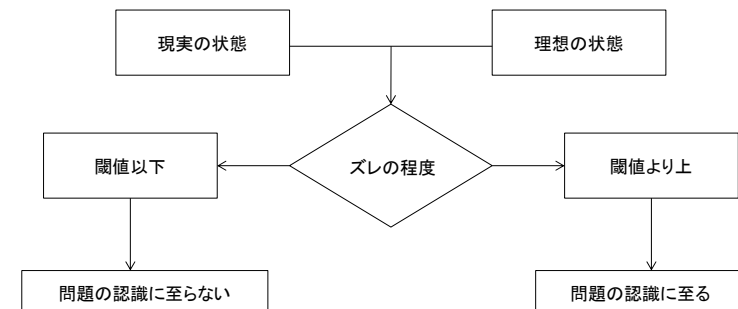 現実の状態
理想の状態
ズレの程度
閾値以下
閾値より上
問題の認識に至らない
問題の認識に至る